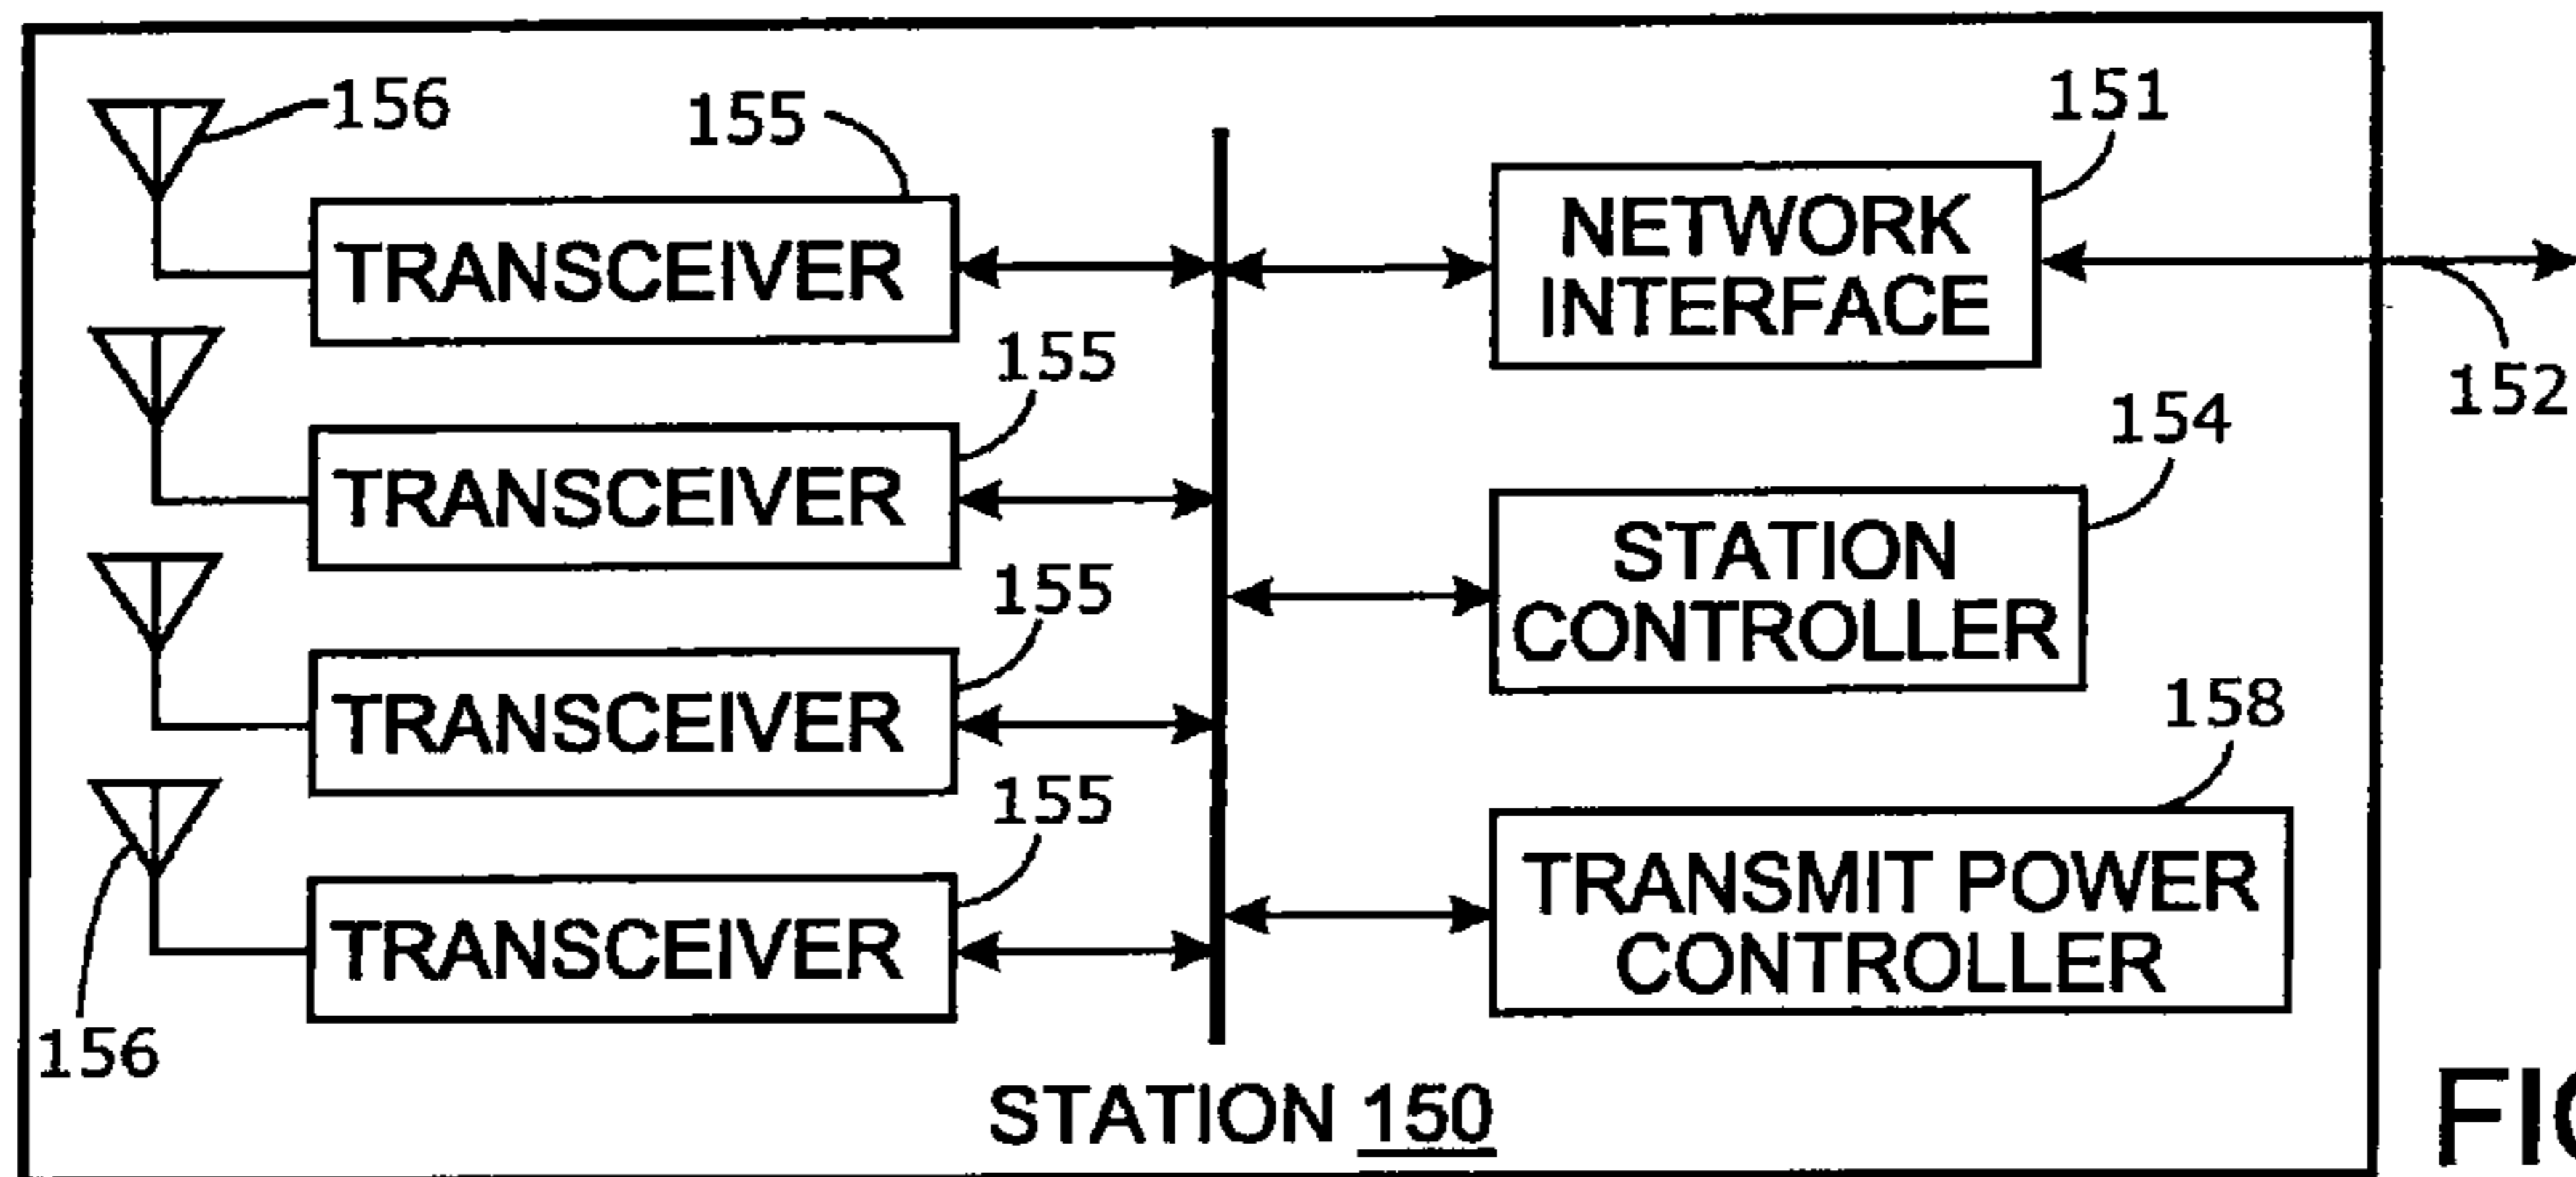 156
155
151
TRANSCEIVER
NETWORK
INTERFACE
152
155
TRANSCEIVER
154
STATION
CONTROLLER
155
TRANSCEIVER
158
TRANSMIT POWER
CONTROLLER
155
TRANSCEIVER
156
STATION 150